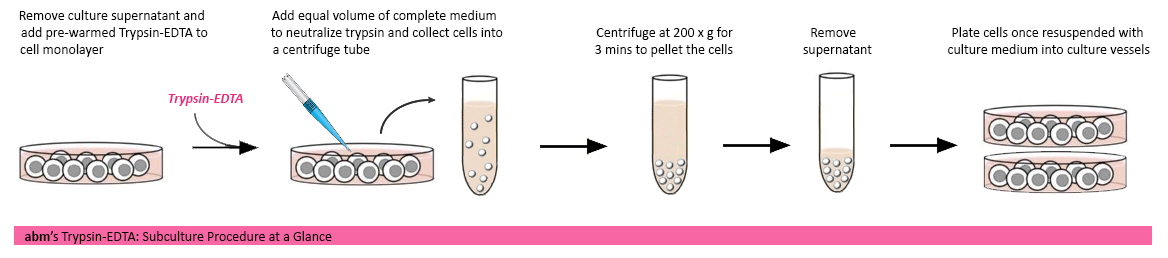 Remove culture supernatant and
add pre-warmed Trypsin-EDTA to
cell monolayer
Trypsin-EDTA
Add equal volume of complete medium
to neutralize trypsin and collect cells into
a centrifuge tube
Centrifuge at 200 x g for
3 mins to pellet the cells
Remove
supernatant
Plate cells once resuspended with
culture medium into culture vessels
abm's Trypsin-EDTA: Subculture Procedure at a Glance